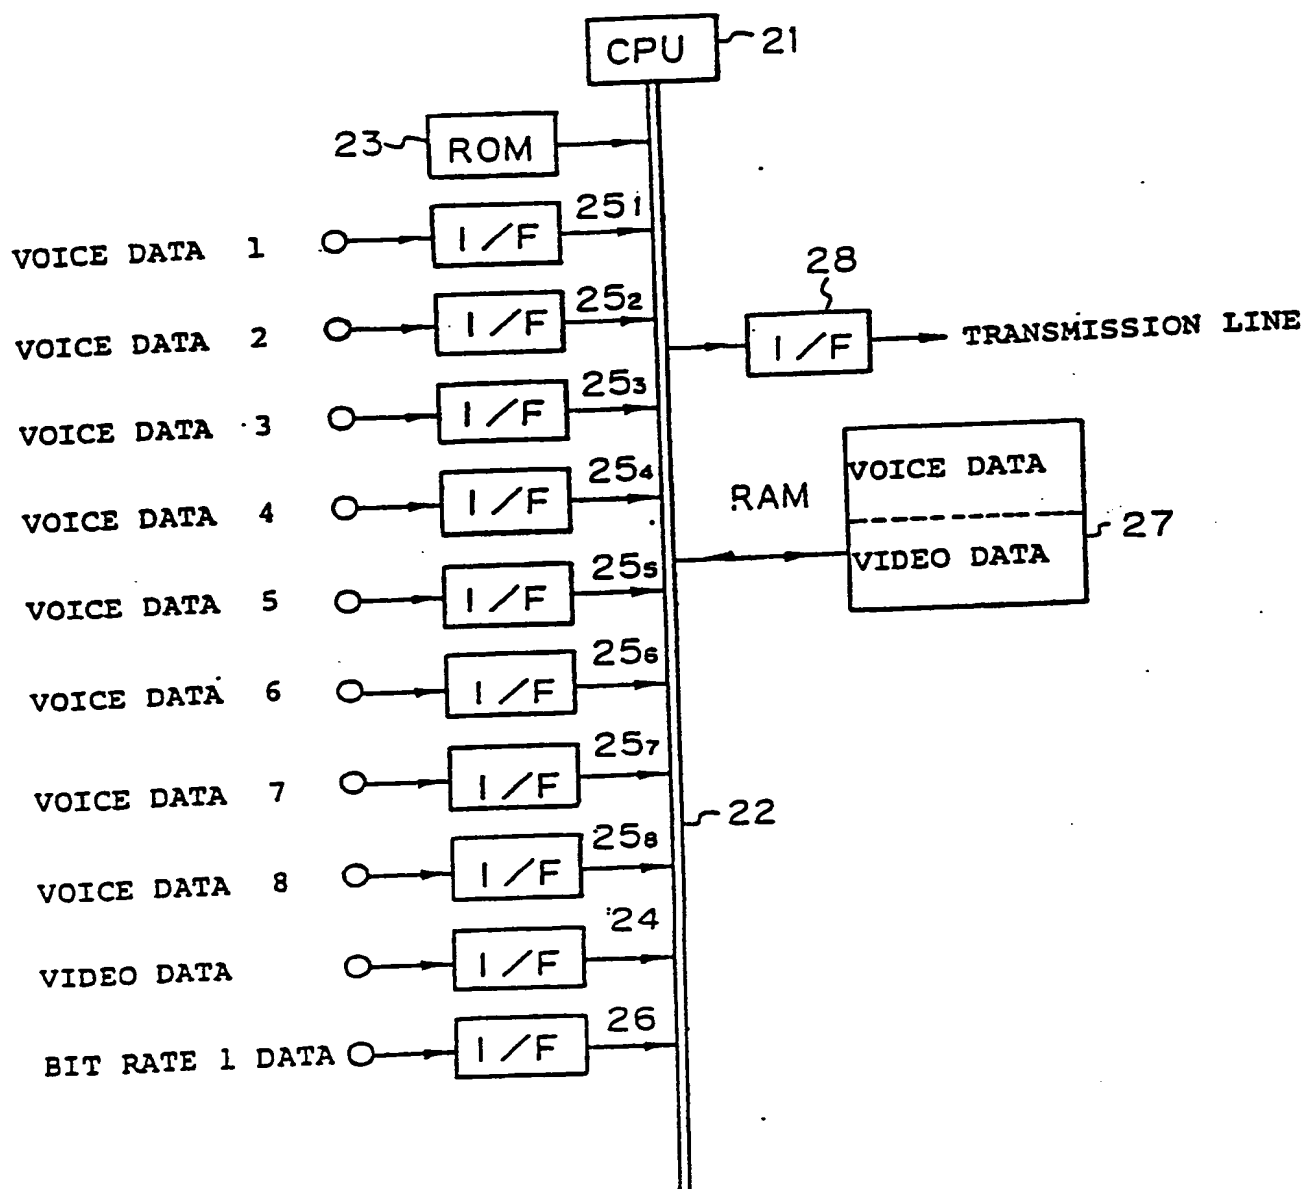 CPU 21
23 ROM
VOICE DATA 1 I/F 25₁
VOICE DATA 2 I/F 25₂
28
I/F TRANSMISSION LINE
VOICE DATA 3 I/F 25₃
VOICE DATA 4 I/F 25₄
RAM VOICE DATA
27
VIDEO DATA
VOICE DATA 5 I/F 25₅
VOICE DATA 6 I/F 25₆
VOICE DATA 7 I/F 25₇
22
VOICE DATA 8 I/F 25₈
VIDEO DATA I/F 24
BIT RATE 1 DATA I/F 26